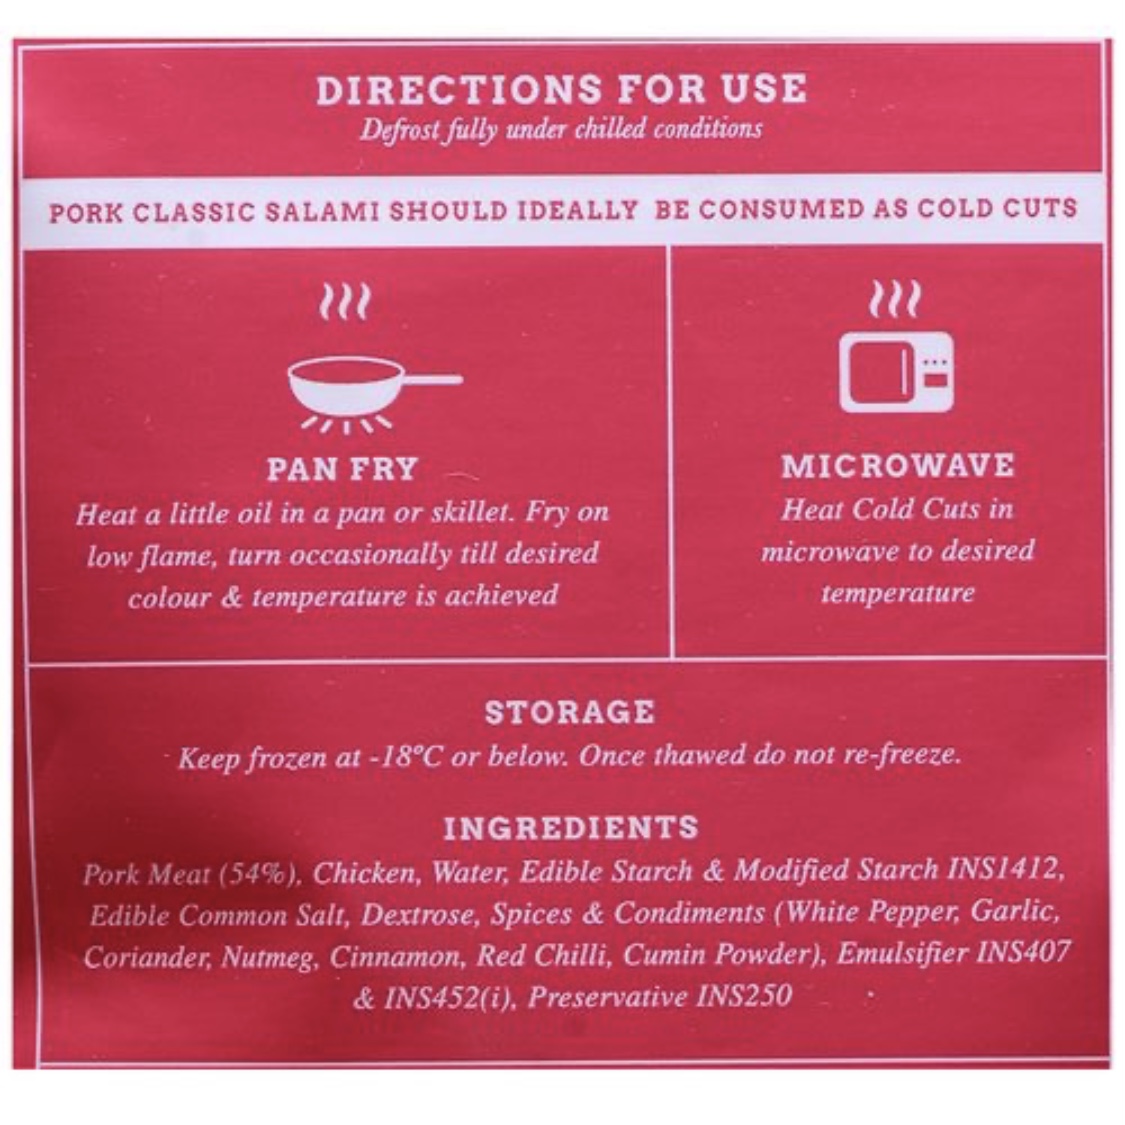 DIRECTIONS FOR USE
Defrost fully under chilled conditions
PORK CLASSIC SALAMI SHOULD IDEALLY BE CONSUMED AS COLD CUTS
PAN FRY
Heat a little oil in a pan or skillet. Fry on
low flame, turn occasionally till desired
colour & temperature is achieved
MICROWAVE
Heat Cold Cuts in
microwave to desired
temperature
STORAGE
Keep frozen at -18ºC or below. Once thawed do not re-freeze.
INGREDIENTS
Pork Meat (54%), Chicken, Water, Edible Starch & Modified Starch INS1412,
Edible Common Salt, Dextrose, Spices & Condiments (White Pepper, Garlic,
Coriander, Nutmeg, Cinnamon, Red Chilli, Cumin Powder), Emulsifier INS407
& INS452(i), Preservative INS250